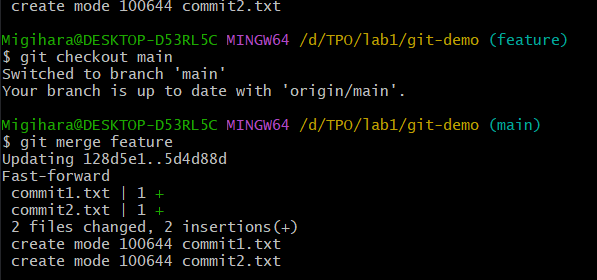 create mode 100644 commit2.txt
Migihara@DESKTOP-D53RL5C MINGW64 /d/TPO/lab1/git-demo (feature)
$ git checkout main
Switched to branch 'main'
Your branch is up to date with 'origin/main'.
Migihara@DESKTOP-D53RL5C MINGW64 /d/TPO/lab1/git-demo (main)
$ git merge feature
Updating 128d5e1..5d4d88d
Fast-forward
commit1.txt | 1 +
commit2.txt | 1 +
2 files changed, 2 insertions(+)
create mode 100644 commit1.txt
create mode 100644 commit2.txt